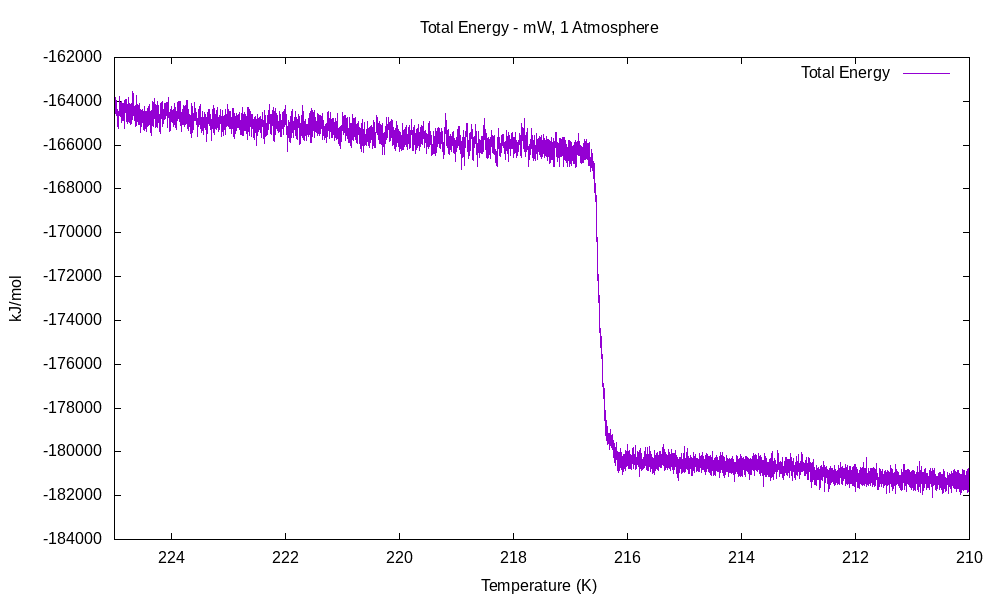 Total Energy - mW, 1 Atmosphere
Total Energy
kJ/mol
-162000
-164000
-166000
-168000
-170000
-172000
-174000
-176000
-178000
-180000
-182000
-184000
224 222 220 218 216 214 212 210
Temperature (K)